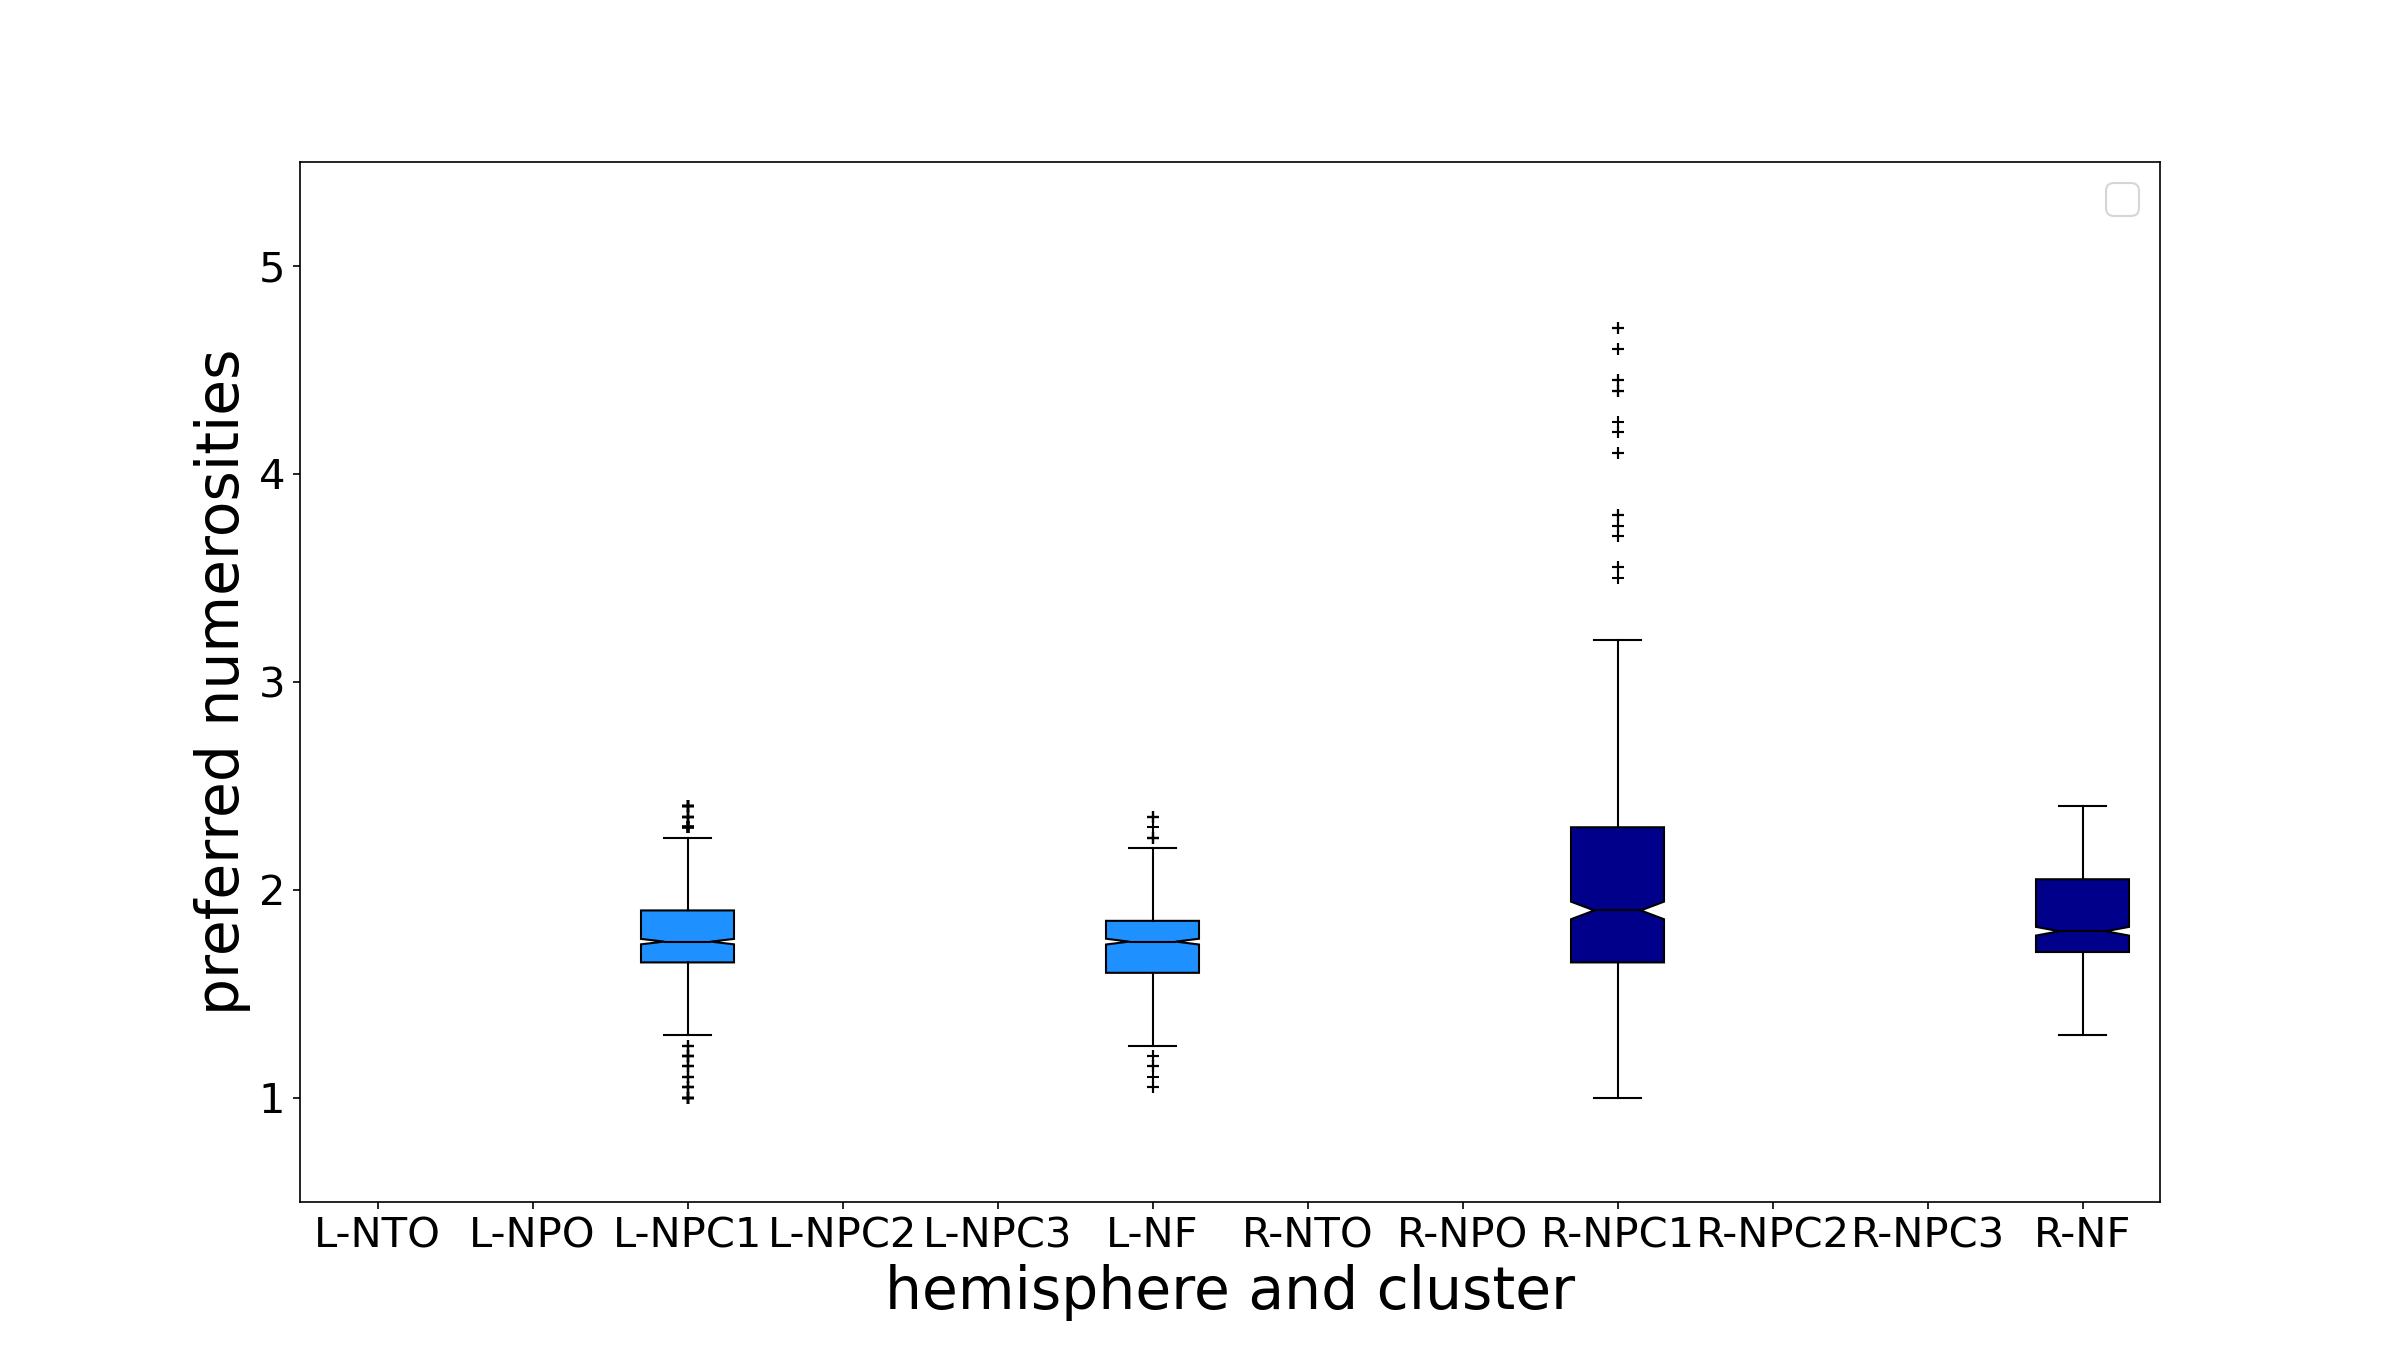 preferred numerosities
5
4
3
2
1
L-NTO L-NPO L-NPC1 L-NPC2 L-NPC3 L-NF R-NTO R-NPO R-NPC1 R-NPC2 R-NPC3 R-NF
hemisphere and cluster